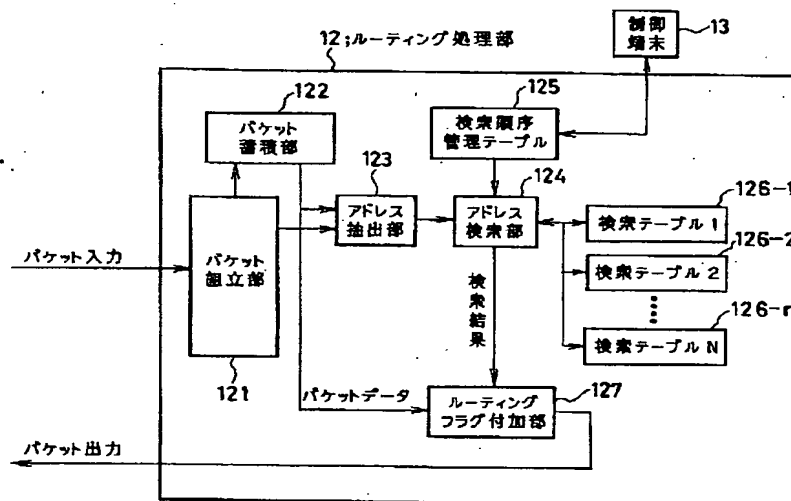 12;ルーティング処理部
制御
端末
13
122
パケット
蓄積部
125
検索順序
管理テーブル
123
アドレス
抽出部
124
アドレス
検索部
126-1
検索テーブル1
126-2
検索テーブル2
126-n
検索テーブルN
パケット入力
パケット
組立部
121
検索結果
パケットデータ
127
ルーティング
フラグ付加部
パケット出力